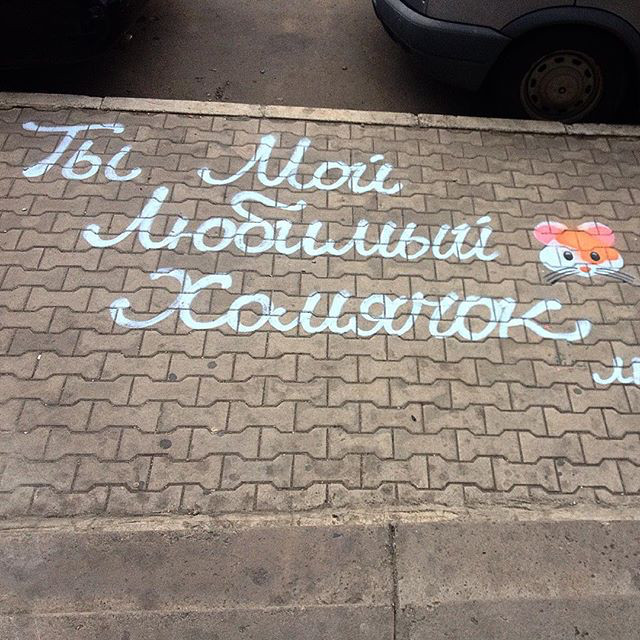 Ты Мой
Любимый
Хомячок